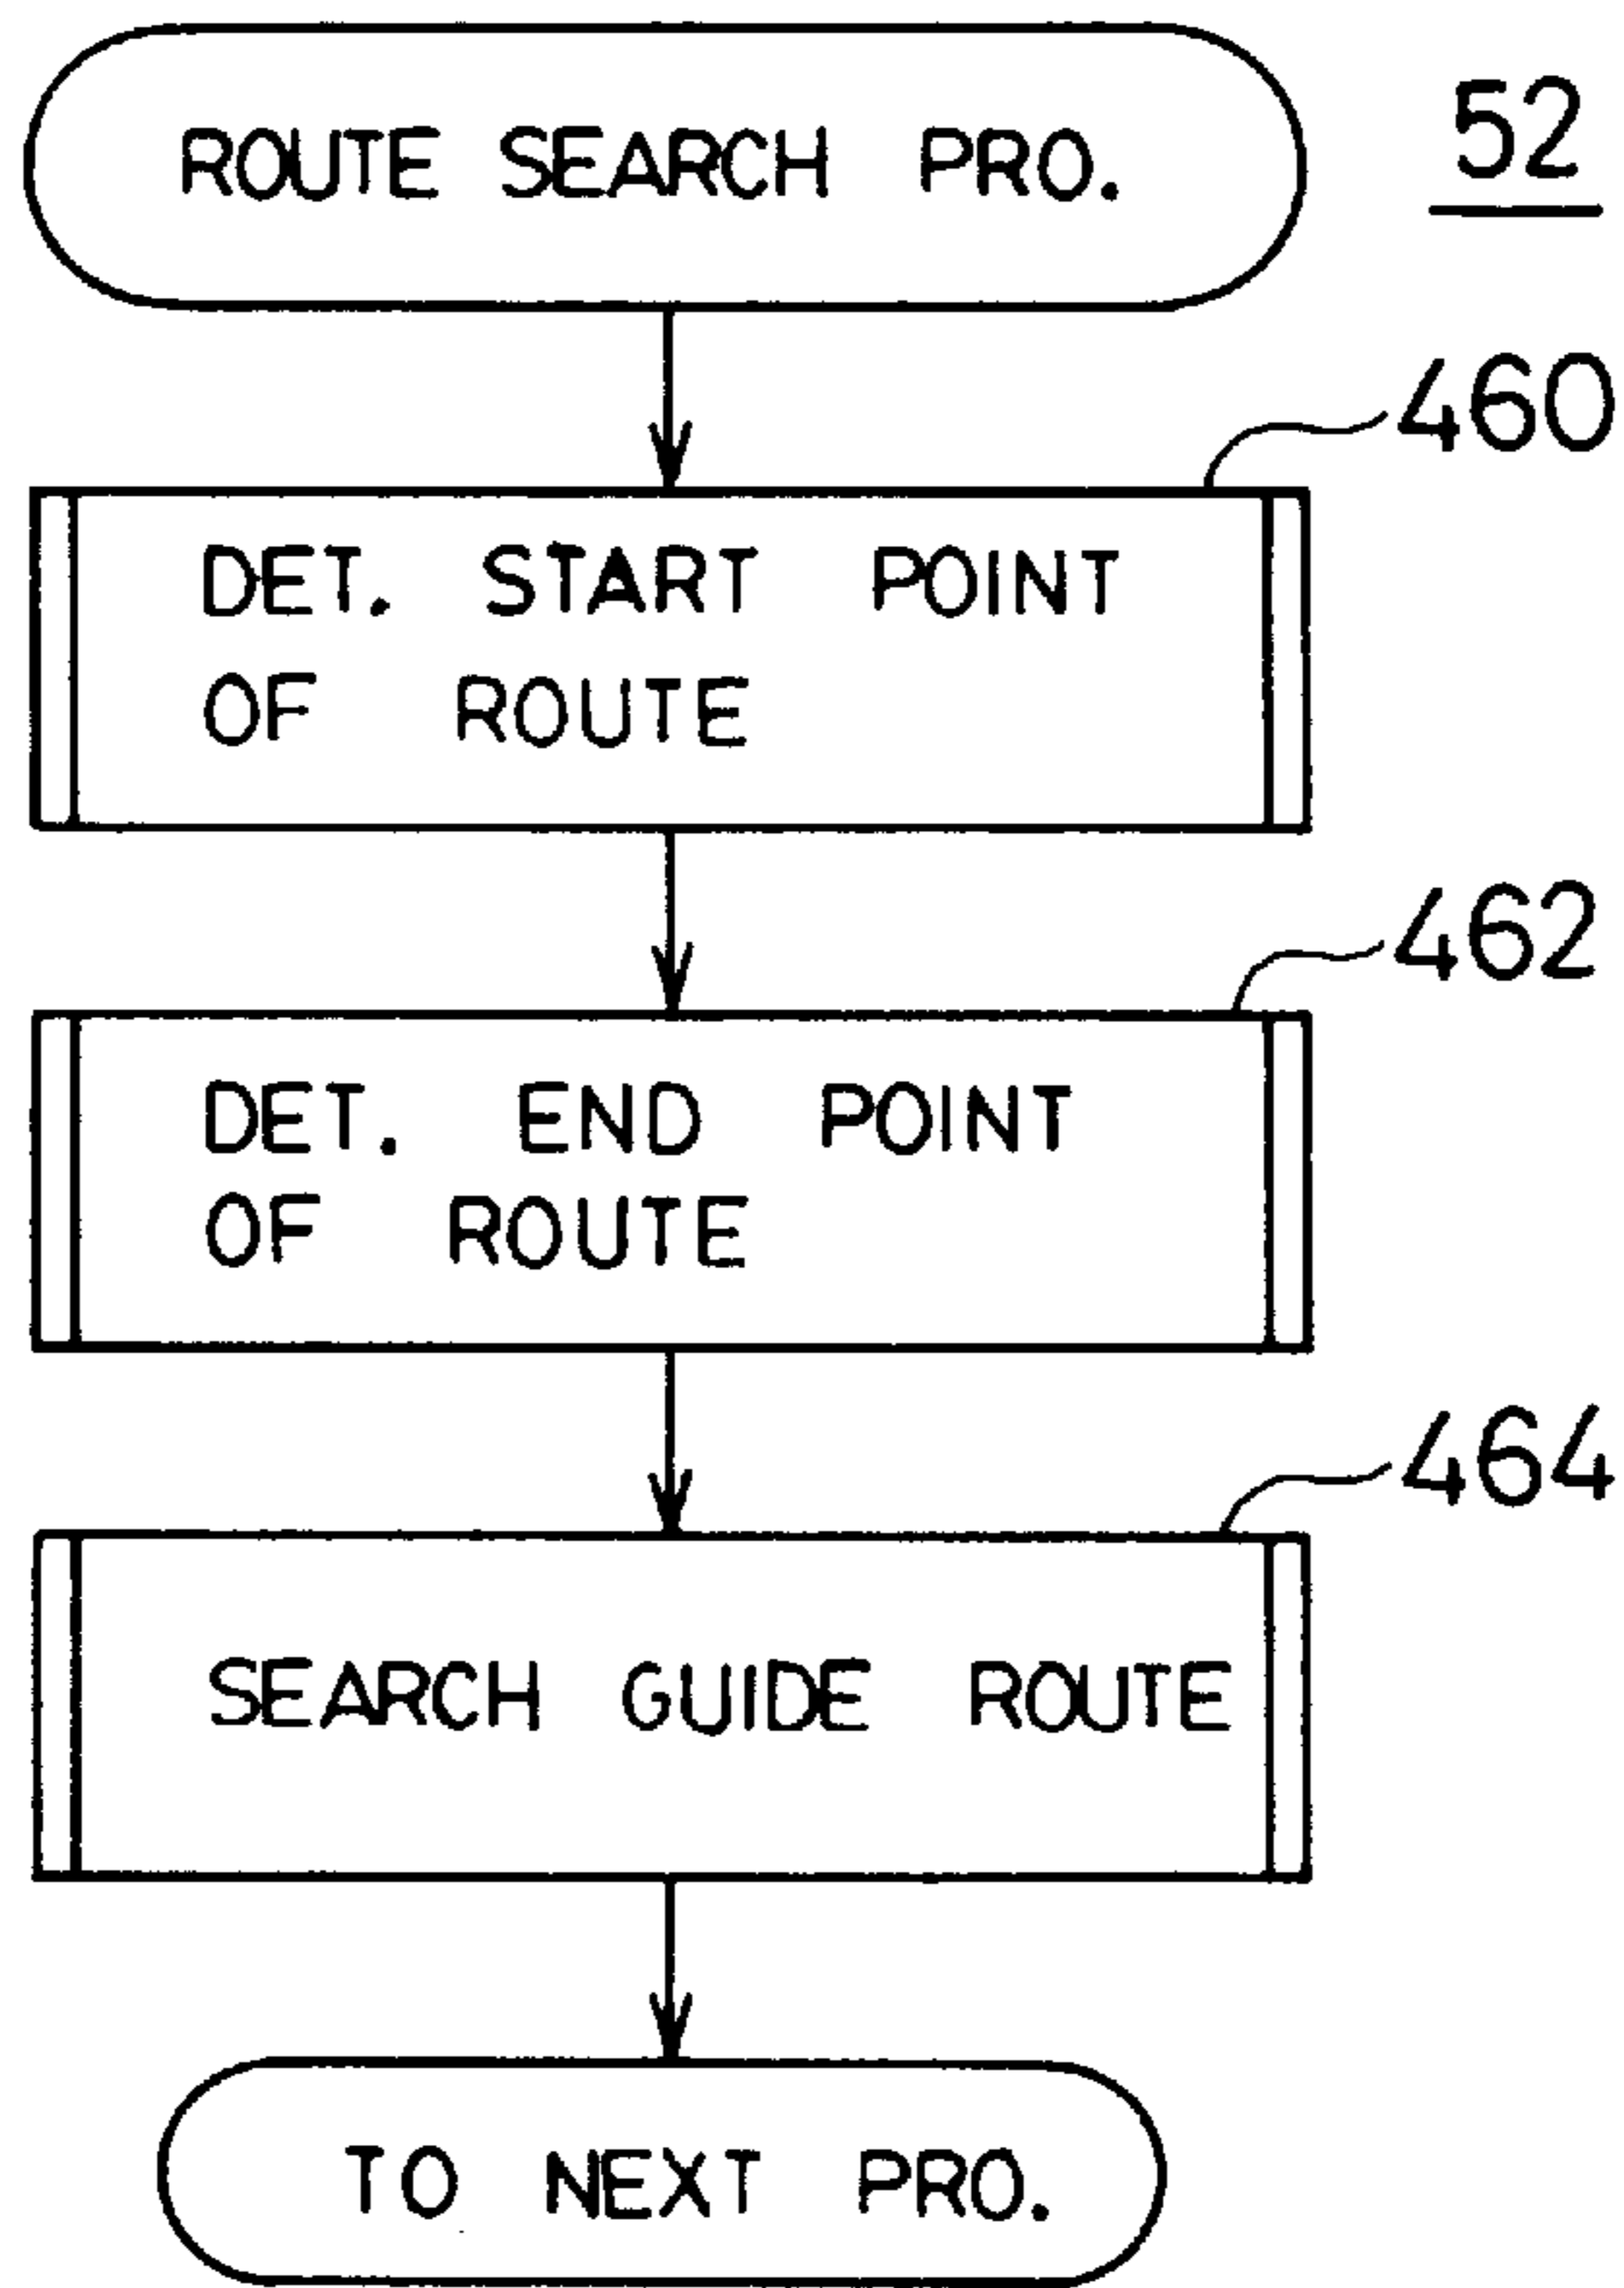 ROUTE SEARCH PRO.
52
460
DET. START POINT
OF ROUTE
462
DET. END POINT
OF ROUTE
464
SEARCH GUIDE ROUTE
TO NEXT PRO.